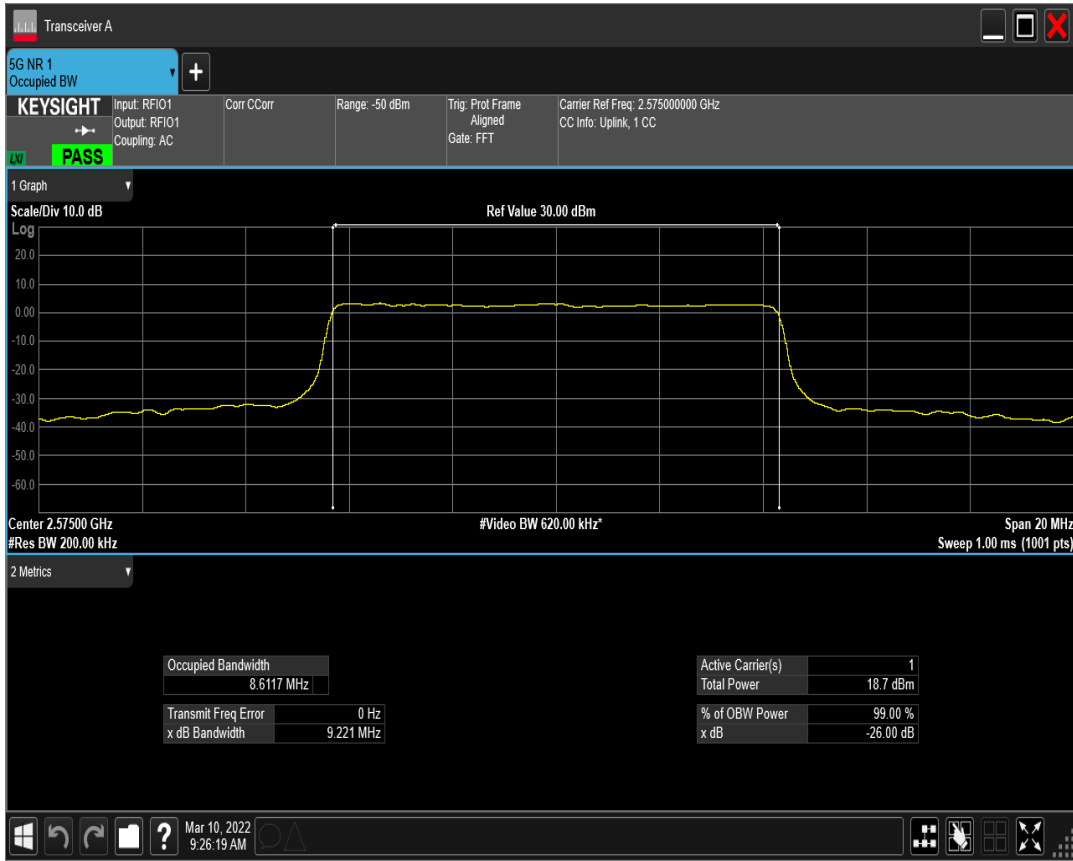 Transceiver A
5G NR 1
Occupied BW
+
KEYSIGHT
LXI
PASS
Input: RFIO1
Output: RFIO1
Coupling: AC
Corr CCorr
Range: -50 dBm
Trig: Prot Frame
Aligned
Gate: FFT
Carrier Ref Freq: 2.575000000 GHz
CC Info: Uplink, 1 CC
1 Graph
Scale/Div 10.0 dB
Ref Value 30.00 dBm
Log
20.0
10.0
0.00
-10.0
-20.0
-30.0
-40.0
-50.0
-60.0
Center 2.57500 GHz
#Video BW 620.00 kHz*
Span 20 MHz
#Res BW 200.00 kHz
Sweep 1.00 ms (1001 pts)
2 Metrics
Occupied Bandwidth
8.6117 MHz
Transmit Freq Error 0 Hz
x dB Bandwidth 9.221 MHz
Active Carrier(s) 1
Total Power 18.7 dBm
% of OBW Power 99.00 %
x dB -26.00 dB
?
Mar 10, 2022
9:26:19 AM